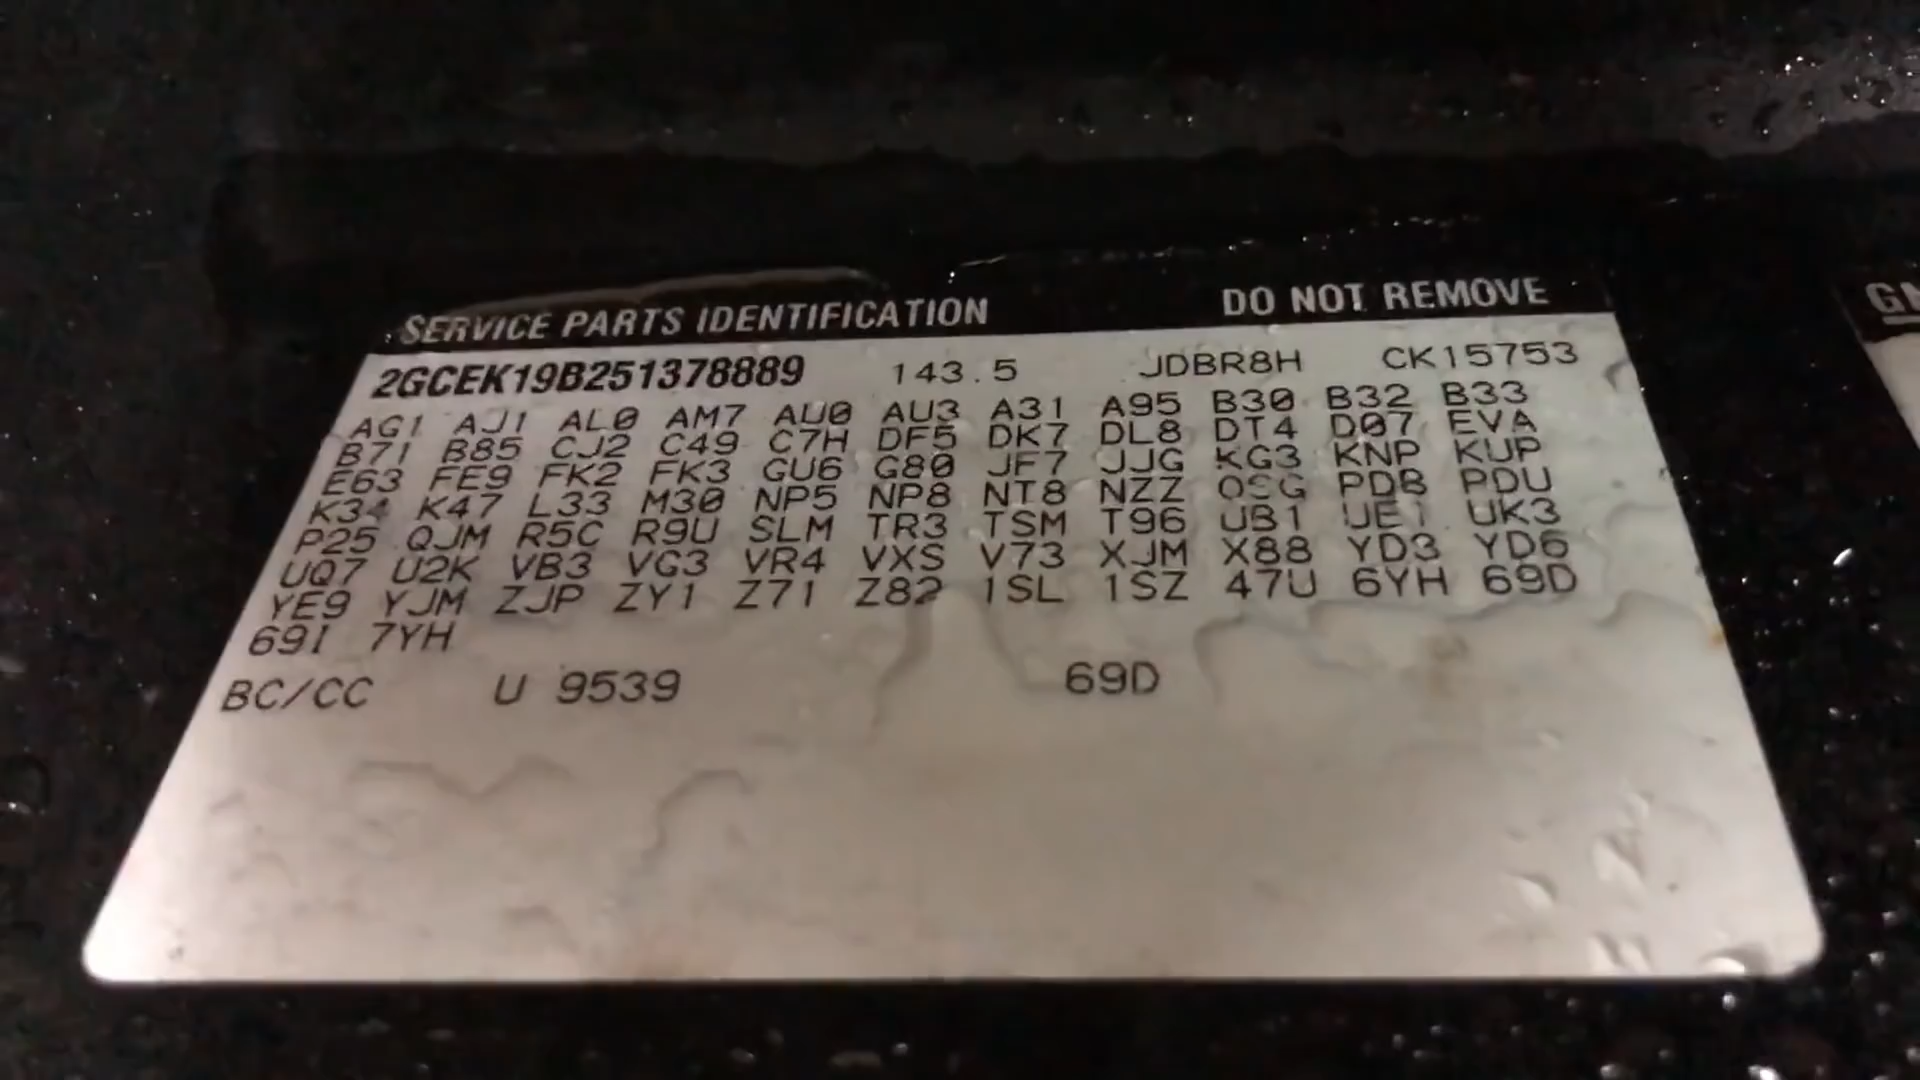 SERVICE PARTS IDENTIFICATION DO NOT REMOVE
2GCEK19B251378889 143.5 JDBR8H CK15753
AG1 AJ1 AL0 AM7 AU0 AU3 A31 A95 B30 B32 B33
B71 B85 CJ2 C49 C7H DF5 DK7 DL8 DT4 D07 EVA
E63 FE9 FK2 FK3 GU6 G80 JF7 JJG KG3 KNP KUP
K34 K47 L33 M30 NP5 NP8 NT8 NZZ PDB PDU
P25 QJM R5C R9U SLM TR3 TSM T96 UB1 UE1 UK3
UQ7 U2K VB3 VG3 VR4 VXS V73 XJM X88 YD3 YD6
YE9 YJM ZJP ZY1 Z71 Z82 1SL 1SZ 47U 6YH 69D
69I 7YH
BC/CC U 9539 69D